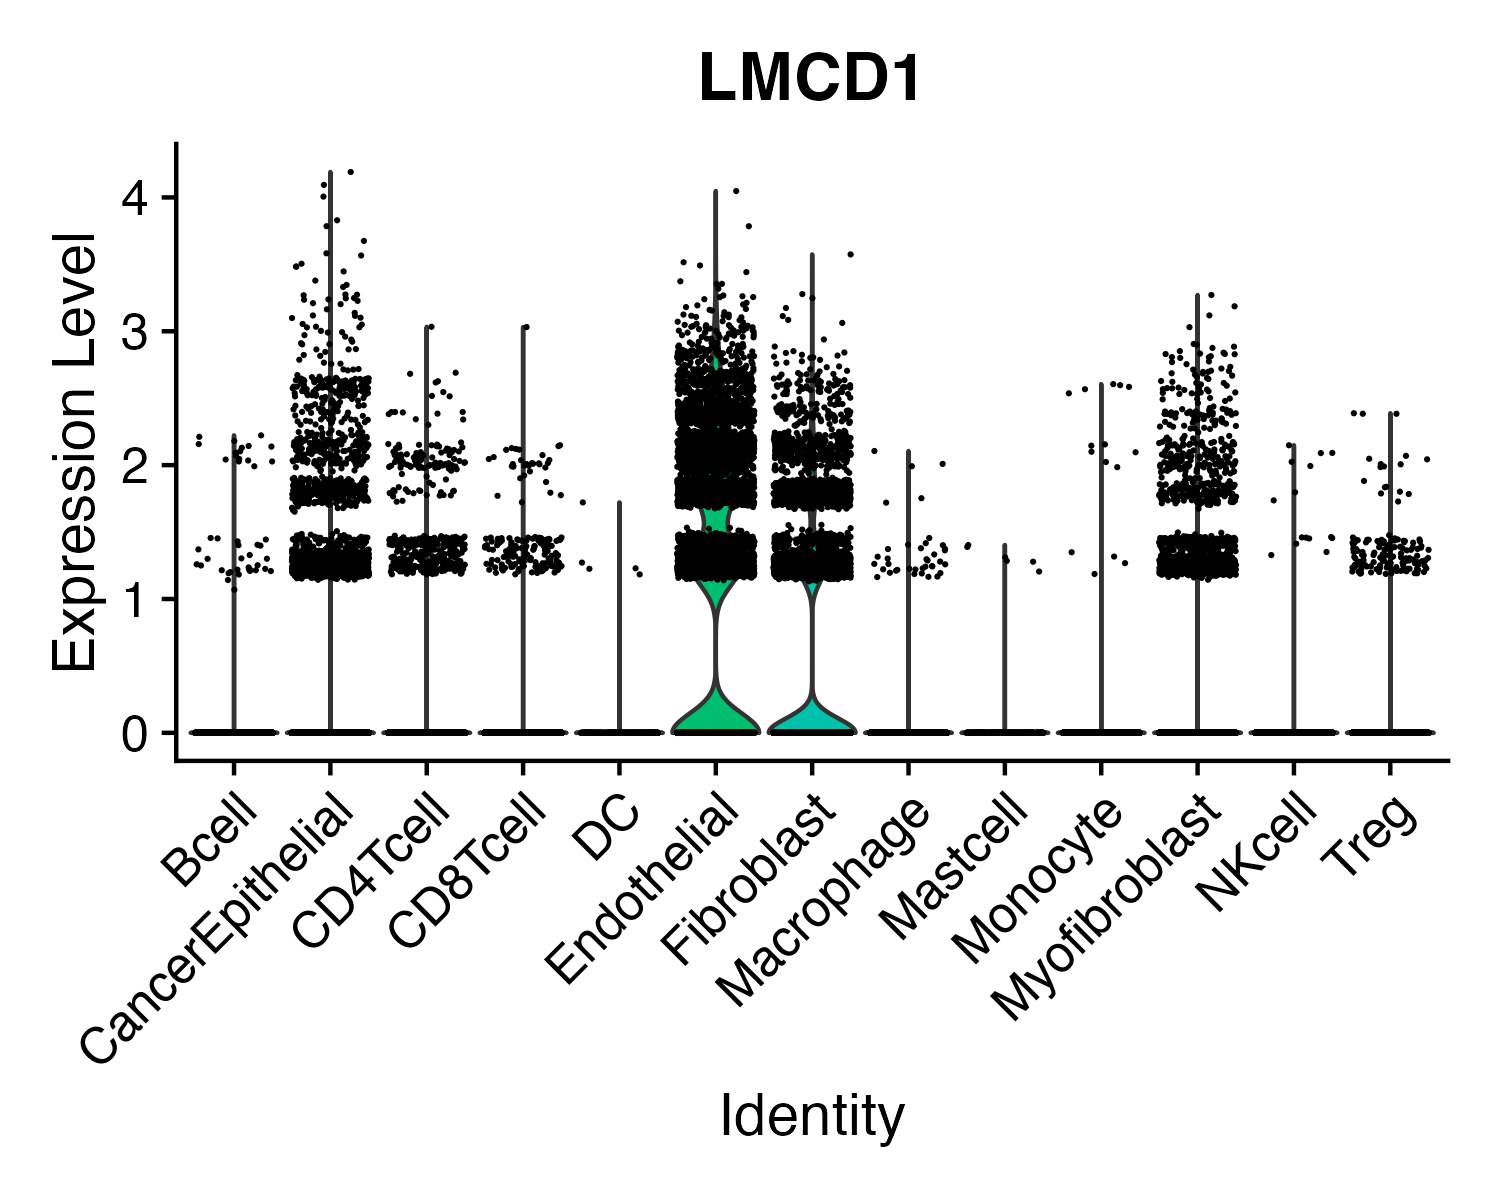 LMCD1
Expression Level
4
3
2
1
0
Bcell
CancerEpithelial
CD4Tcell
CD8Tcell
DC
Endothelial
Fibroblast
Macrophage
Mastcell
Monocyte
Myofibroblast
NKcell
Treg
Identity